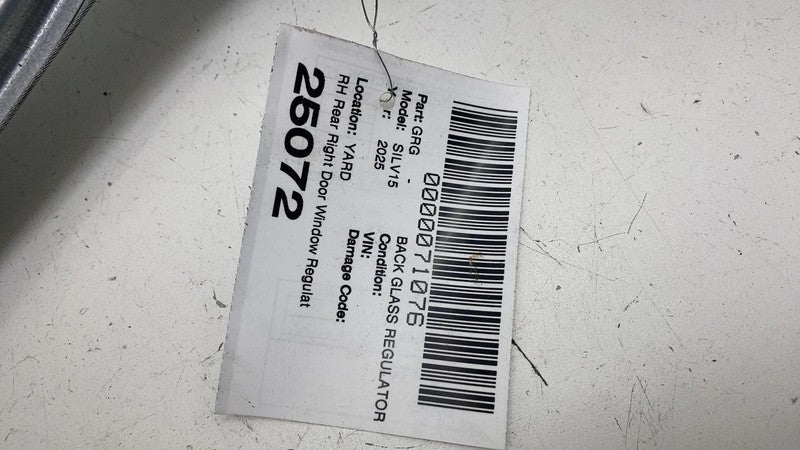 0000071076
Part: GRG - BACK GLASS REGULATOR
Model: SILV15 Condition:
Year: 2025 VIN:
Location: YARD Damage Code:
RH Rear Right Door Window Regulat
25072